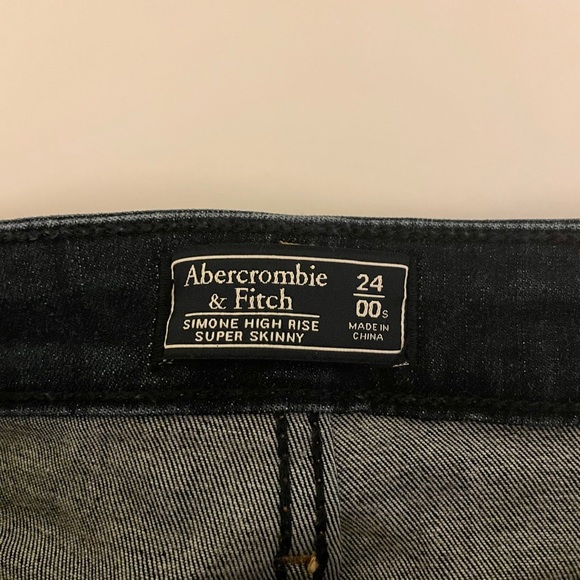 Abercrombie
& Fitch
SIMONE HIGH RISE
SUPER SKINNY
24
00s
MADE IN
CHINA